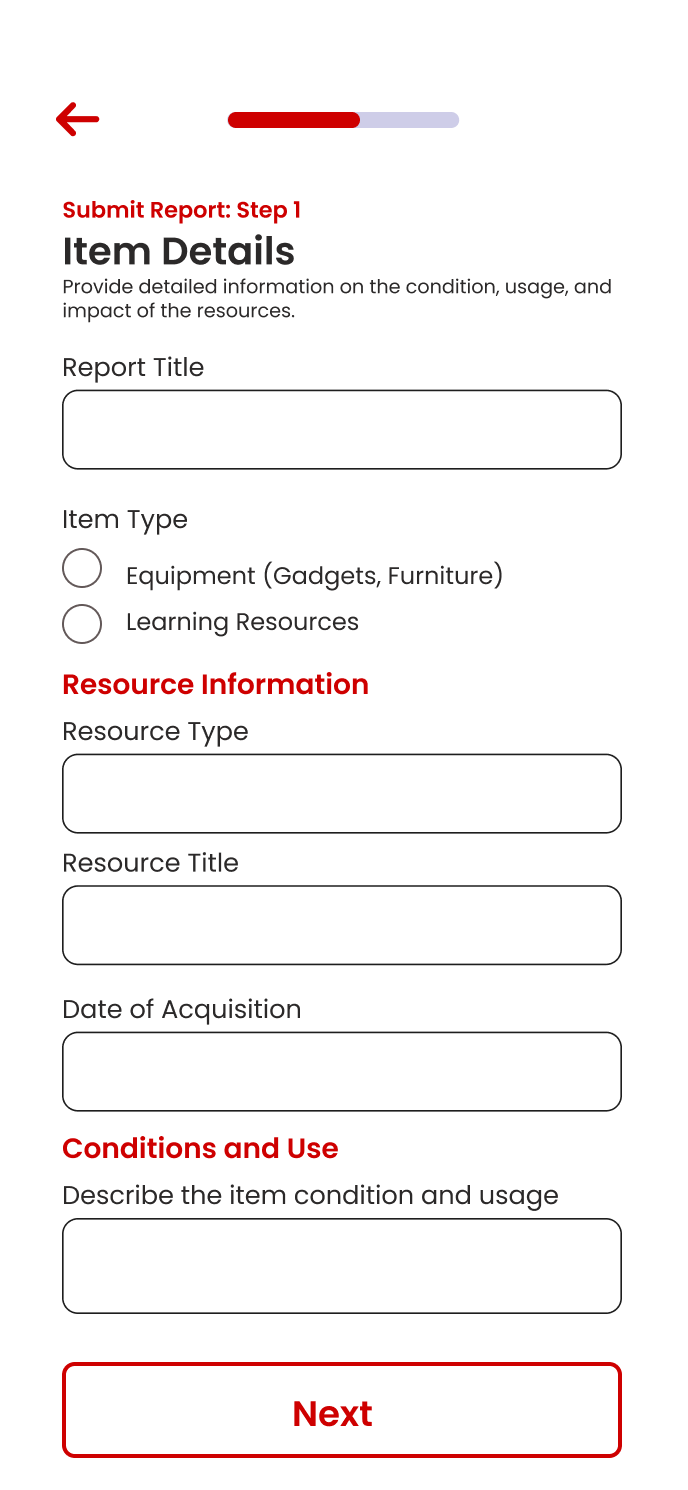 Submit Report: Step 1
Item Details
Provide detailed information on the condition, usage, and
impact of the resources.
Report Title
Item Type
Equipment (Gadgets, Furniture)
Learning Resources
Resource Information
Resource Type
Resource Title
Date of Acquisition
Conditions and Use
Describe the item condition and usage
Next